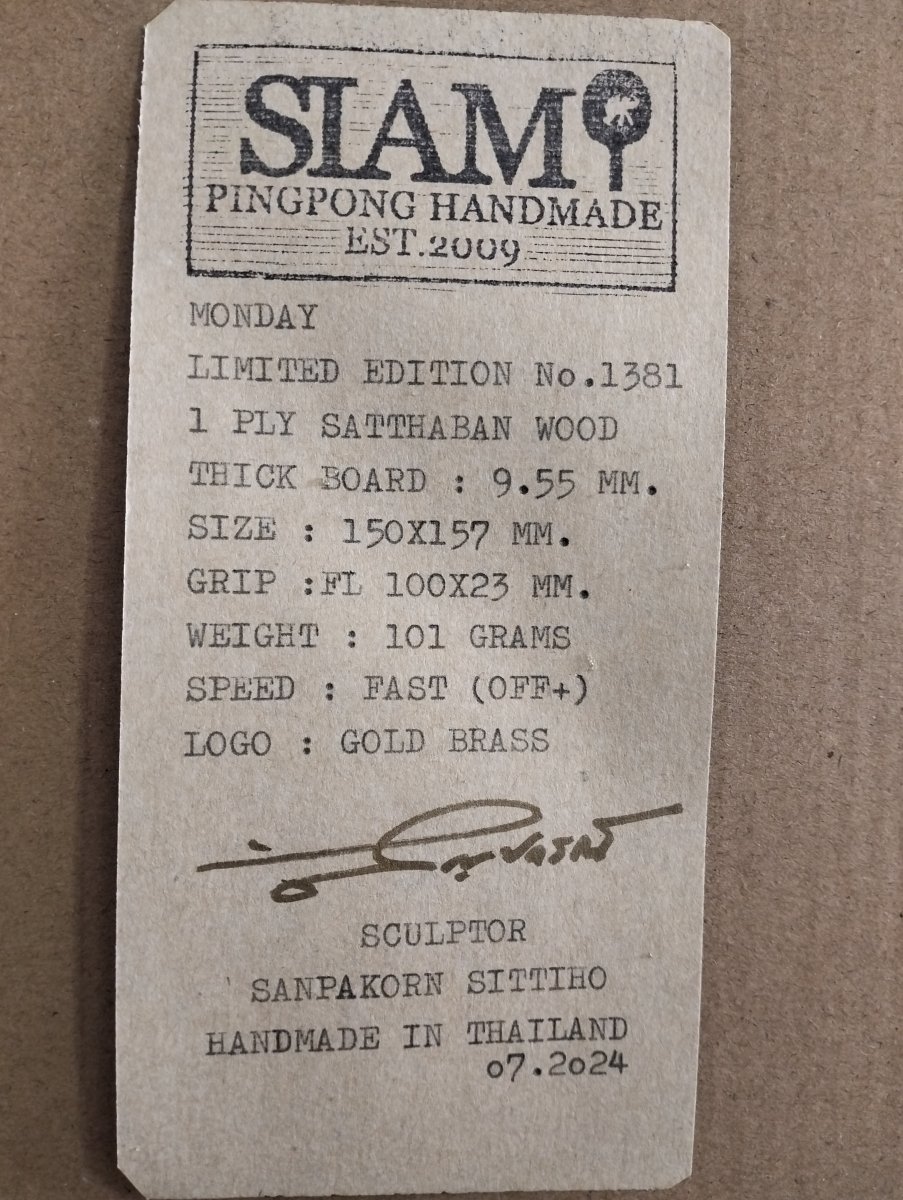 SIAM
PINGPONG HANDMADE
EST.2009
MONDAY
LIMITED EDITION No.1381
1 PLY SATTHABAN WOOD
THICK BOARD : 9.55 MM.
SIZE : 150X157 MM.
GRIP :FL 100X23 MM.
WEIGHT : 101 GRAMS
SPEED : FAST (OFF+)
LOGO : GOLD BRASS
SCULPTOR
SANPAKORN SITTIHO
HANDMADE IN THAILAND
07.2024